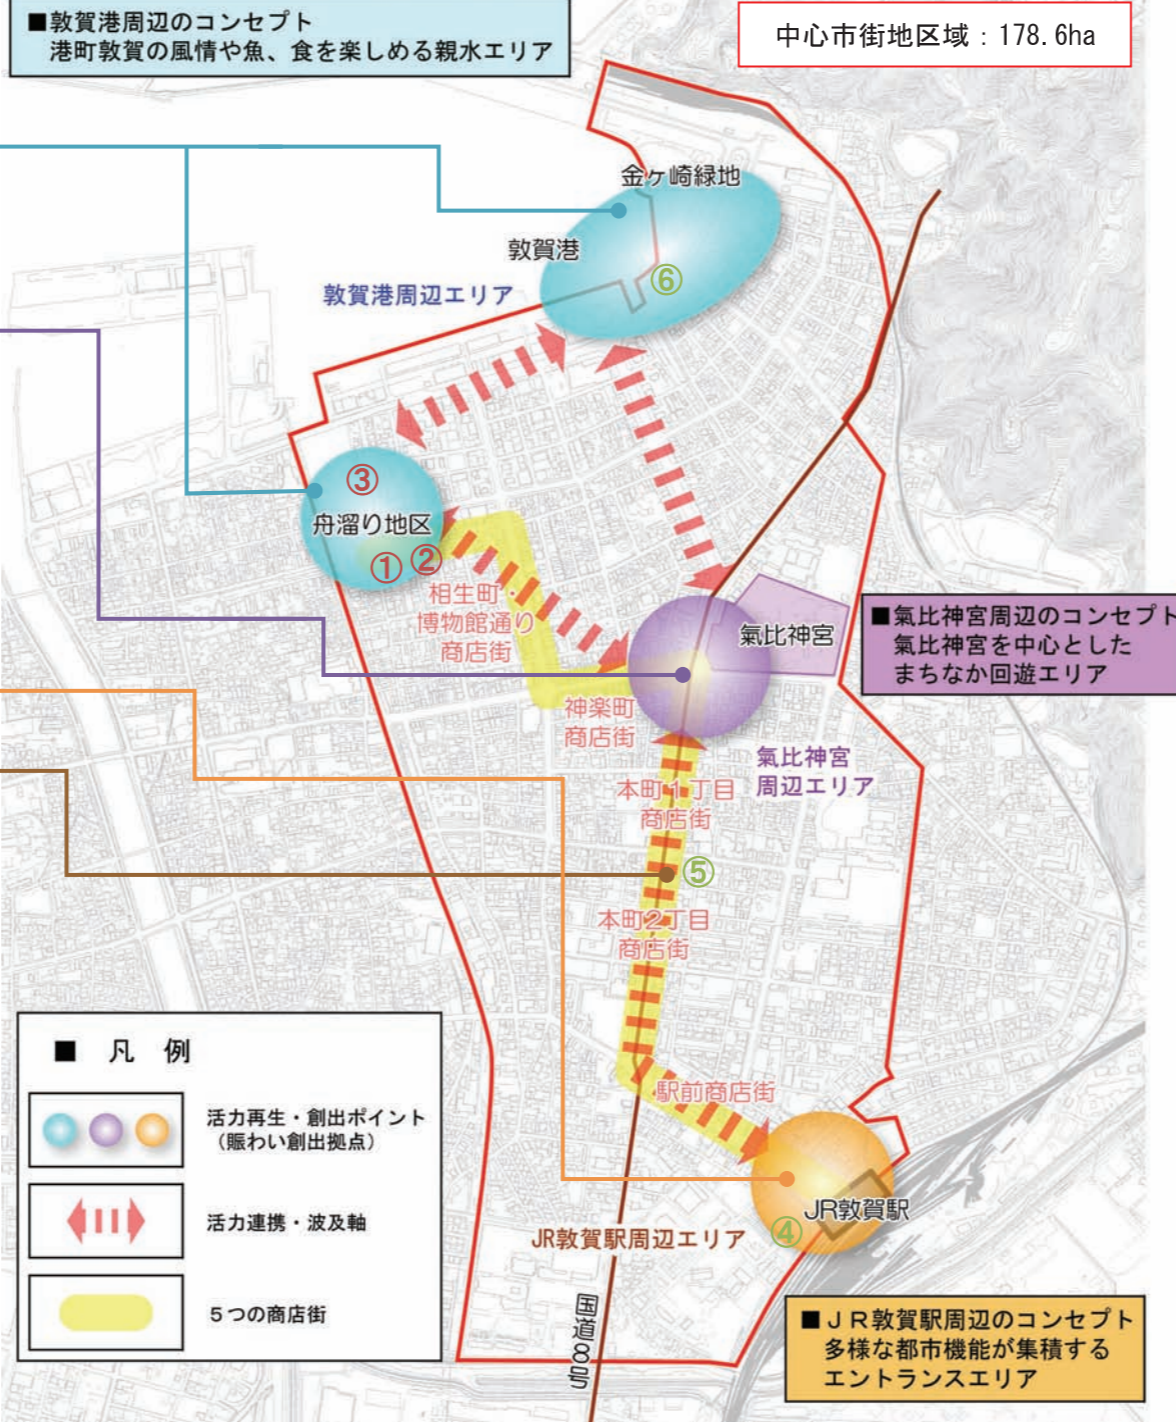 ■敦賀港周辺のコンセプト
港町敦賀の風情や魚、食を楽しめる親水エリア
中心市街地区域：178.6ha
金ヶ崎緑地
敦賀港
⑥
敦賀港周辺エリア
③
舟溜り地区
①
②
相生町・
博物館通り
商店街
氣比神宮
■氣比神宮周辺のコンセプト
氣比神宮を中心とした
まちなか回遊エリア
神楽町
商店街
氣比神宮
周辺エリア
本町1丁目
商店街
⑤
本町2丁目
商店街
駅前商店街
JR敦賀駅
④
JR敦賀駅周辺エリア
国道8号
■ 凡 例
活力再生・創出ポイント
（賑わい創出拠点）
活力連携・波及軸
５つの商店街
■ＪＲ敦賀駅周辺のコンセプト
多様な都市機能が集積する
エントランスエリア